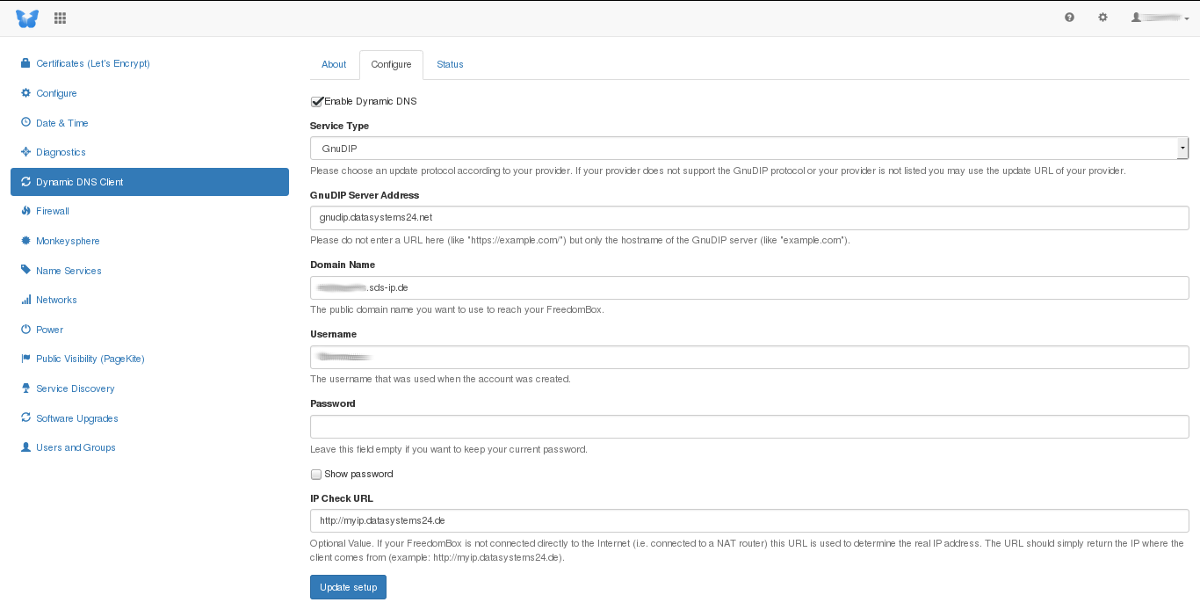 Certificates (Let's Encrypt)
Configure
Date & Time
Diagnostics
Dynamic DNS Client
Firewall
Monkeysphere
Name Services
Networks
Power
Public Visibility (PageKite)
Service Discovery
Software Upgrades
Users and Groups
About Configure Status
Enable Dynamic DNS
Service Type
GnuDIP
Please choose an update protocol according to your provider. If your provider does not support the GnuDIP protocol or your provider is not listed you may use the update URL of your provider.
GnuDIP Server Address
gnudip.datasystems24.net
Please do not enter a URL here (like "https://example.com/") but only the hostname of the GnuDIP server (like "example.com").
Domain Name
.sds-ip.de
The public domain name you want to use to reach your FreedomBox.
Username
The username that was used when the account was created.
Password
Leave this field empty if you want to keep your current password.
Show password
IP Check URL
http://myip.datasystems24.de
Optional Value. If your FreedomBox is not connected directly to the Internet (i.e. connected to a NAT router) this URL is used to determine the real IP address. The URL should simply return the IP where the
client comes from (example: http://myip.datasystems24.de).
Update setup